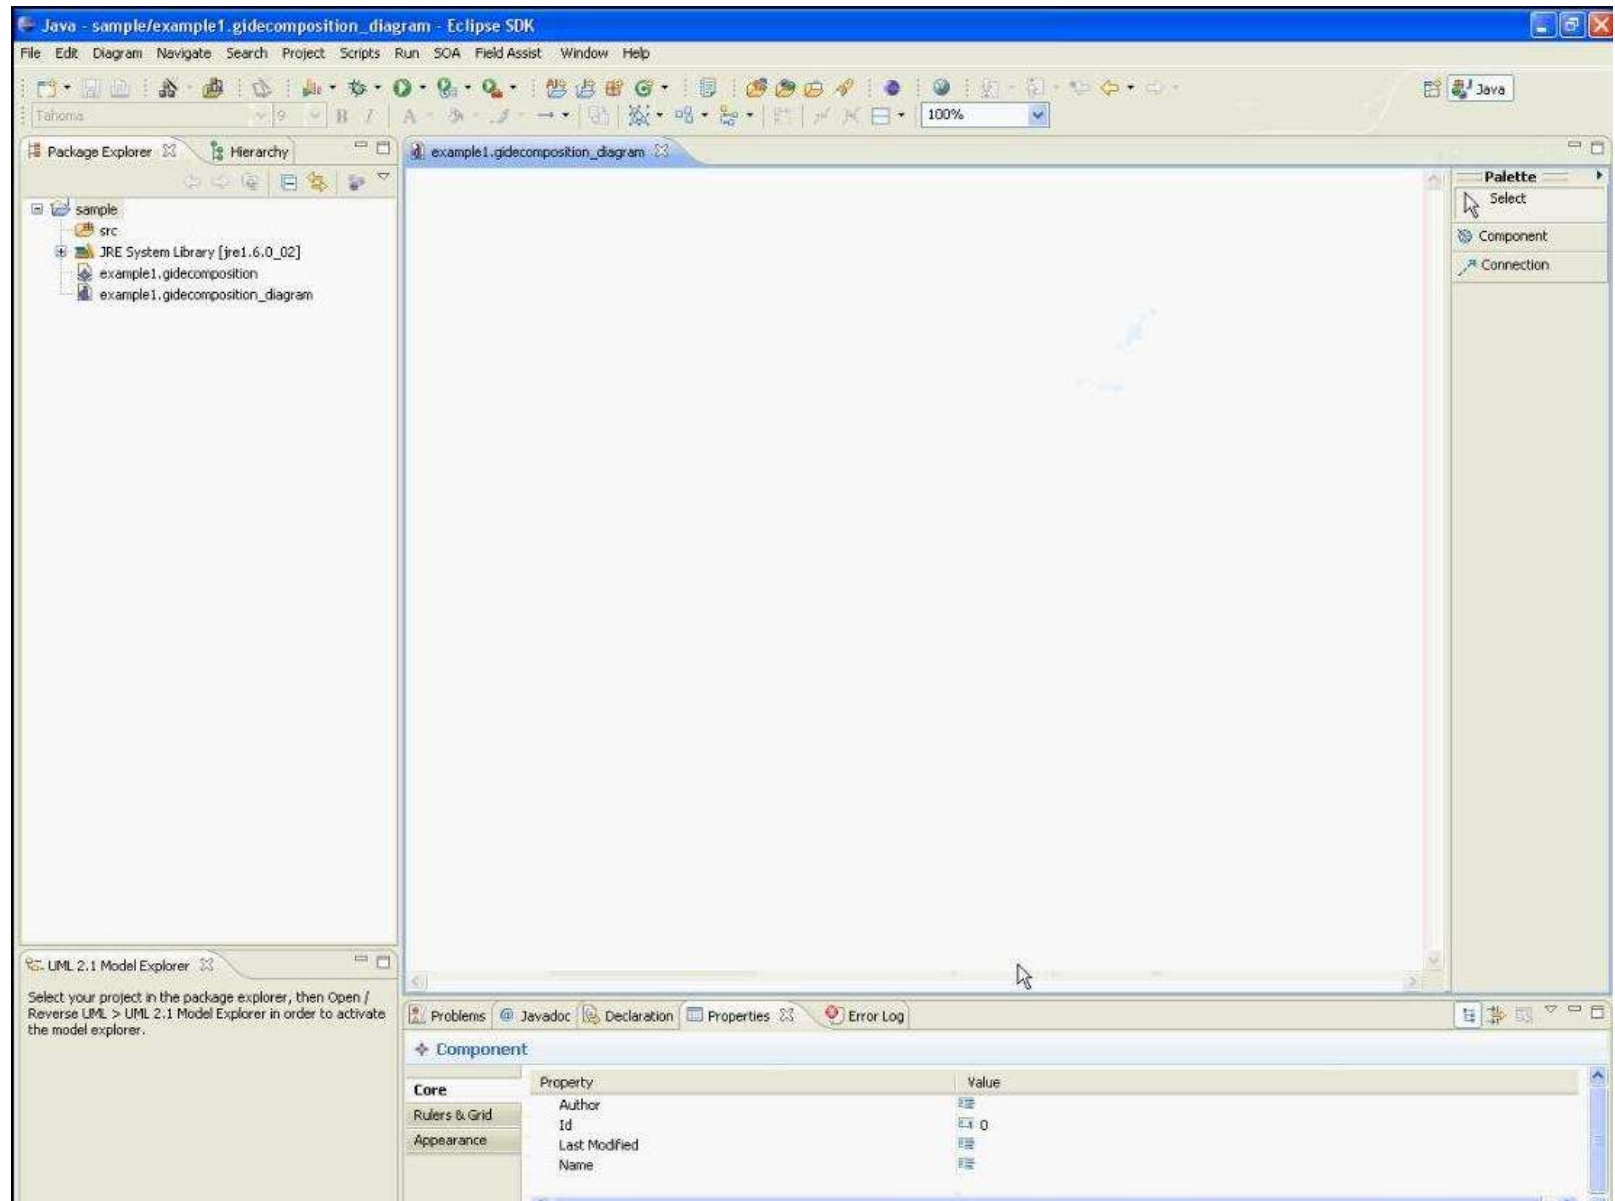 Java - sample/example1.gidecomposition_diagram - Eclipse SDK
File Edit Diagram Navigate Search Project Scripts Run SOA Field Assist Window Help
Java
Tahoma 9 B I A 100%
Package Explorer Hierarchy
example1.gidecomposition_diagram
Palette
Select
Component
Connection
sample
src
JRE System Library [jre1.6.0_02]
example1.gidecomposition
example1.gidecomposition_diagram
UML 2.1 Model Explorer
Select your project in the package explorer, then Open /
Reverse UML > UML 2.1 Model Explorer in order to activate
the model explorer.
Problems @ Javadoc Declaration Properties Error Log
Component
Core
Rulers & Grid
Appearance
Property Value
Author
Id 0
Last Modified
Name